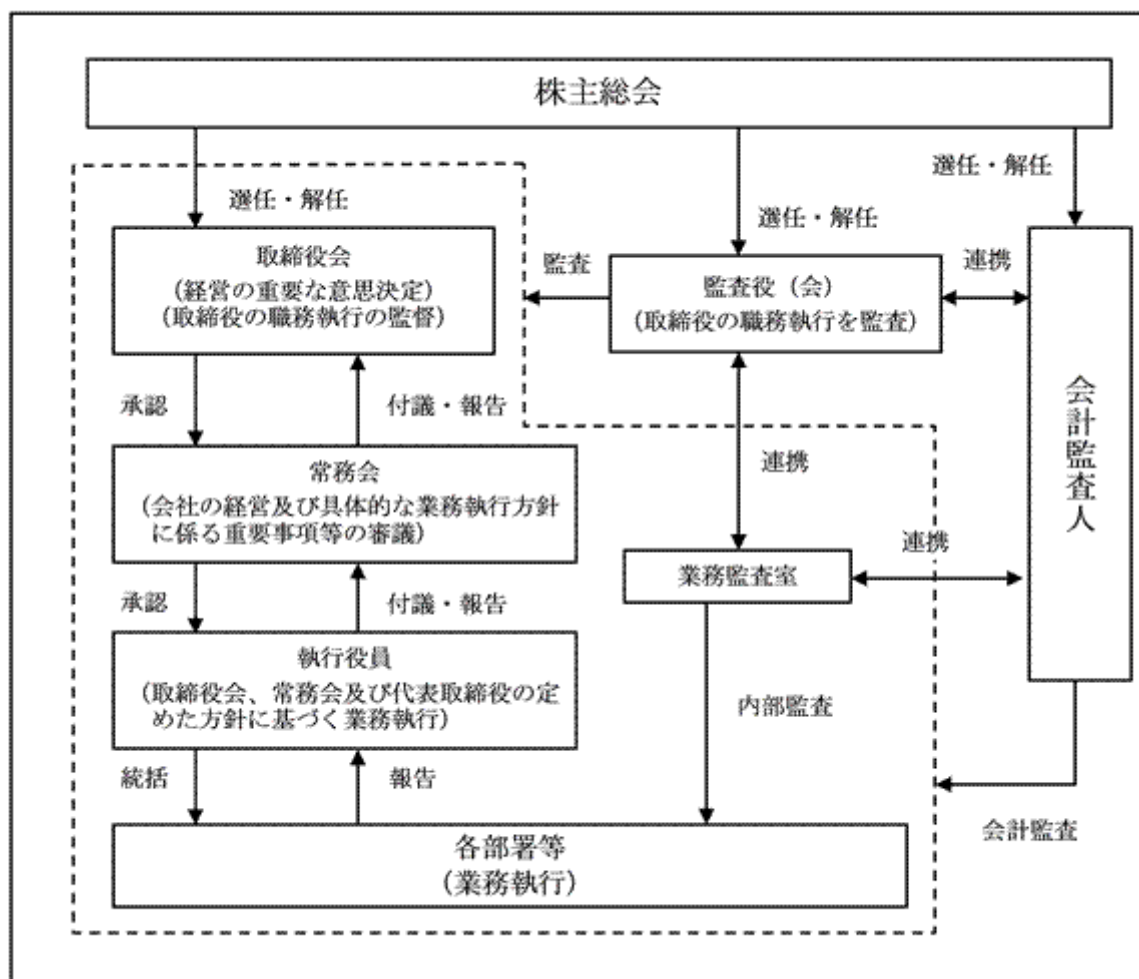 株主総会
選任・解任
選任・解任
選任・解任
取締役会
(経営の重要な意思決定)
(取締役の職務執行の監督)
監査
監査役（会）
(取締役の職務執行を監査)
連携
会計監査人
承認
付議・報告
連携
常務会
(会社の経営及び具体的な業務執行方針
に係る重要事項等の審議)
連携
業務監査室
承認
付議・報告
執行役員
(取締役会、常務会及び代表取締役の定
めた方針に基づく業務執行)
内部監査
統括
報告
会計監査
各部署等
(業務執行)